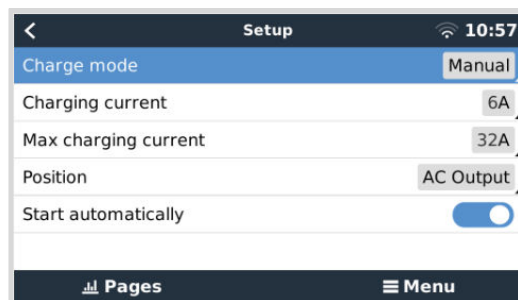 Setup 10:57
Charge mode Manual
Charging current 6A
Max charging current 32A
Position AC Output
Start automatically
Pages Menu